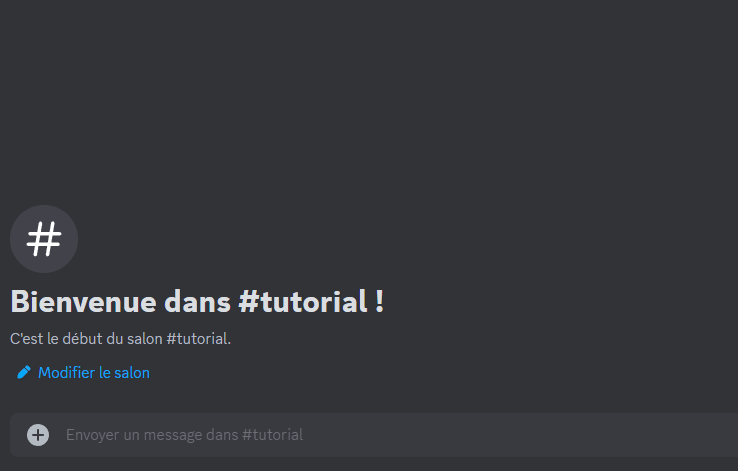 #
Bienvenue dans #tutorial !
C'est le début du salon #tutorial.
Modifier le salon
Envoyer un message dans #tutorial